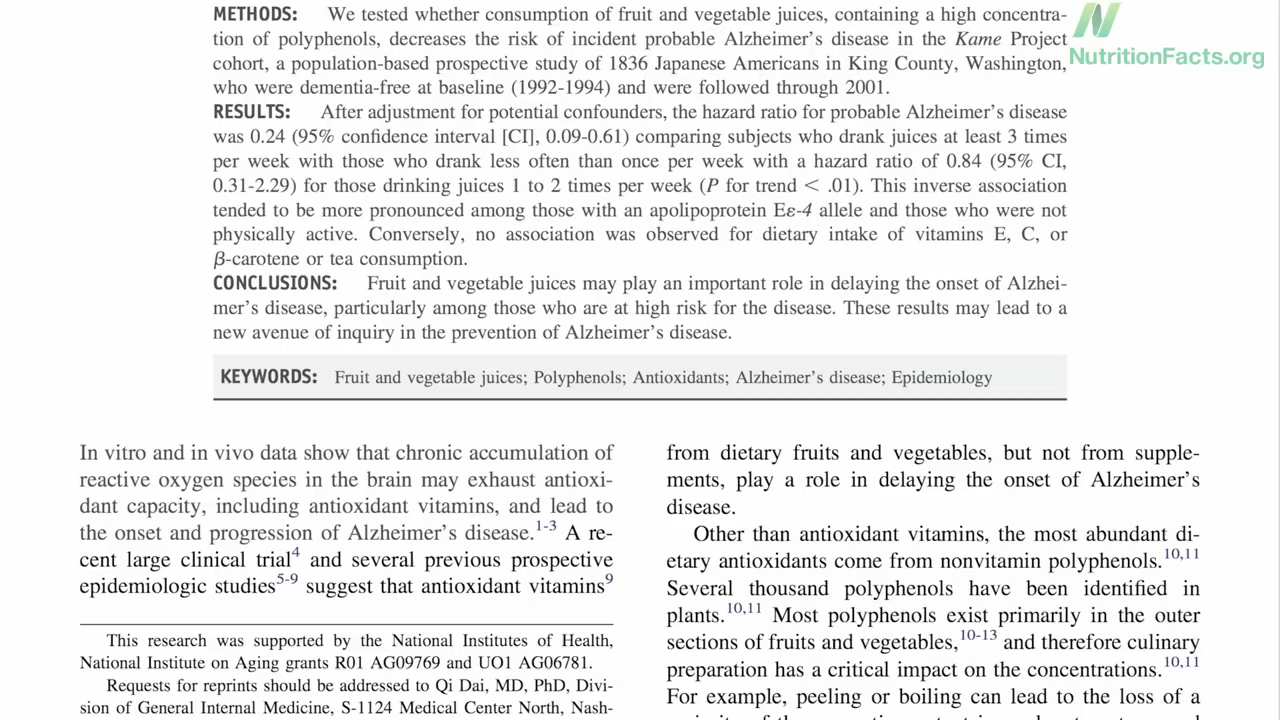 METHODS: We tested whether consumption of fruit and vegetable juices, containing a high concentra-
tion of polyphenols, decreases the risk of incident probable Alzheimer's disease in the Kame Project
cohort, a population-based prospective study of 1836 Japanese Americans in King County, Washington,
who were dementia-free at baseline (1992-1994) and were followed through 2001.
RESULTS: After adjustment for potential confounders, the hazard ratio for probable Alzheimer's disease
was 0.24 (95% confidence interval [CI], 0.09-0.61) comparing subjects who drank juices at least 3 times
per week with those who drank less often than once per week with a hazard ratio of 0.84 (95% CI,
0.31-2.29) for those drinking juices 1 to 2 times per week (P for trend < .01). This inverse association
tended to be more pronounced among those with an apolipoprotein Eε-4 allele and those who were not
physically active. Conversely, no association was observed for dietary intake of vitamins E, C, or
β-carotene or tea consumption.
CONCLUSIONS: Fruit and vegetable juices may play an important role in delaying the onset of Alzhei-
mer's disease, particularly among those who are at high risk for the disease. These results may lead to a
new avenue of inquiry in the prevention of Alzheimer's disease.
KEYWORDS: Fruit and vegetable juices; Polyphenols; Antioxidants; Alzheimer's disease; Epidemiology
NutritionFacts.org
In vitro and in vivo data show that chronic accumulation of
reactive oxygen species in the brain may exhaust antioxi-
dant capacity, including antioxidant vitamins, and lead to
the onset and progression of Alzheimer's disease.1-3 A re-
cent large clinical trial4 and several previous prospective
epidemiologic studies5-9 suggest that antioxidant vitamins9
This research was supported by the National Institutes of Health,
National Institute on Aging grants R01 AG09769 and UO1 AG06781.
Requests for reprints should be addressed to Qi Dai, MD, PhD, Divi-
sion of General Internal Medicine, S-1124 Medical Center North, Nash-
from dietary fruits and vegetables, but not from supple-
ments, play a role in delaying the onset of Alzheimer's
disease.
Other than antioxidant vitamins, the most abundant di-
etary antioxidants come from nonvitamin polyphenols.10,11
Several thousand polyphenols have been identified in
plants.10,11 Most polyphenols exist primarily in the outer
sections of fruits and vegetables,10-13 and therefore culinary
preparation has a critical impact on the concentrations.10,11
For example, peeling or boiling can lead to the loss of a